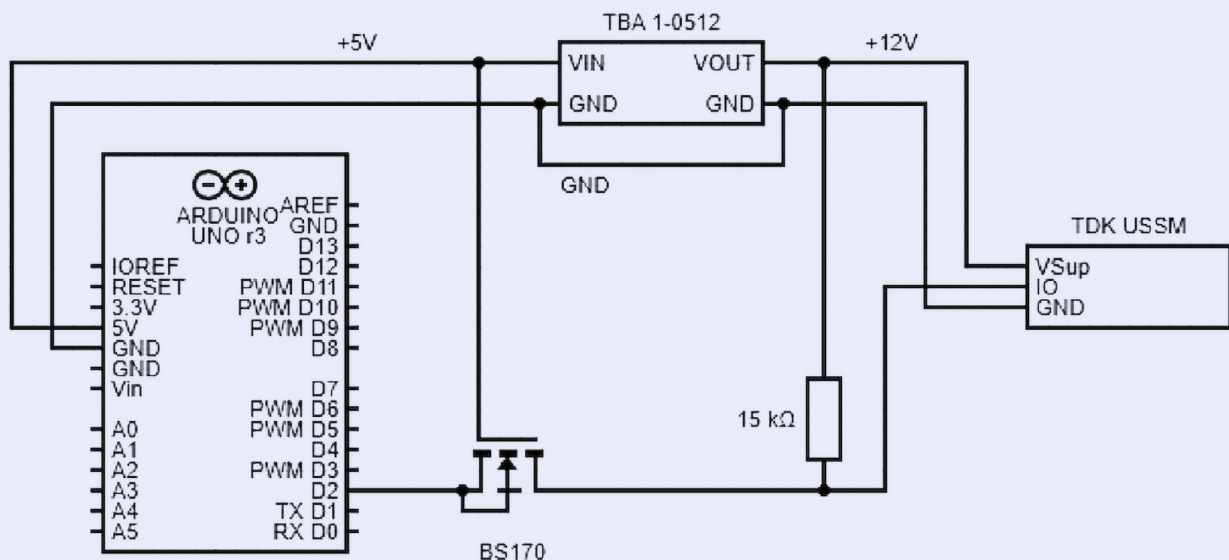 TBA 1-0512
+5V
+12V
VIN
VOUT
GND
GND
GND
ARDUINO
UNO r3
AREF
GND
D13
IOREF
D12
RESET
PWM D11
3.3V
PWM D10
5V
PWM D9
GND
D8
GND
Vin
D7
PWM D6
A0
PWM D5
A1
D4
A2
PWM D3
A3
D2
A4
TX D1
A5
RX D0
BS170
15 kΩ
TDK USSM
VSup
IO
GND